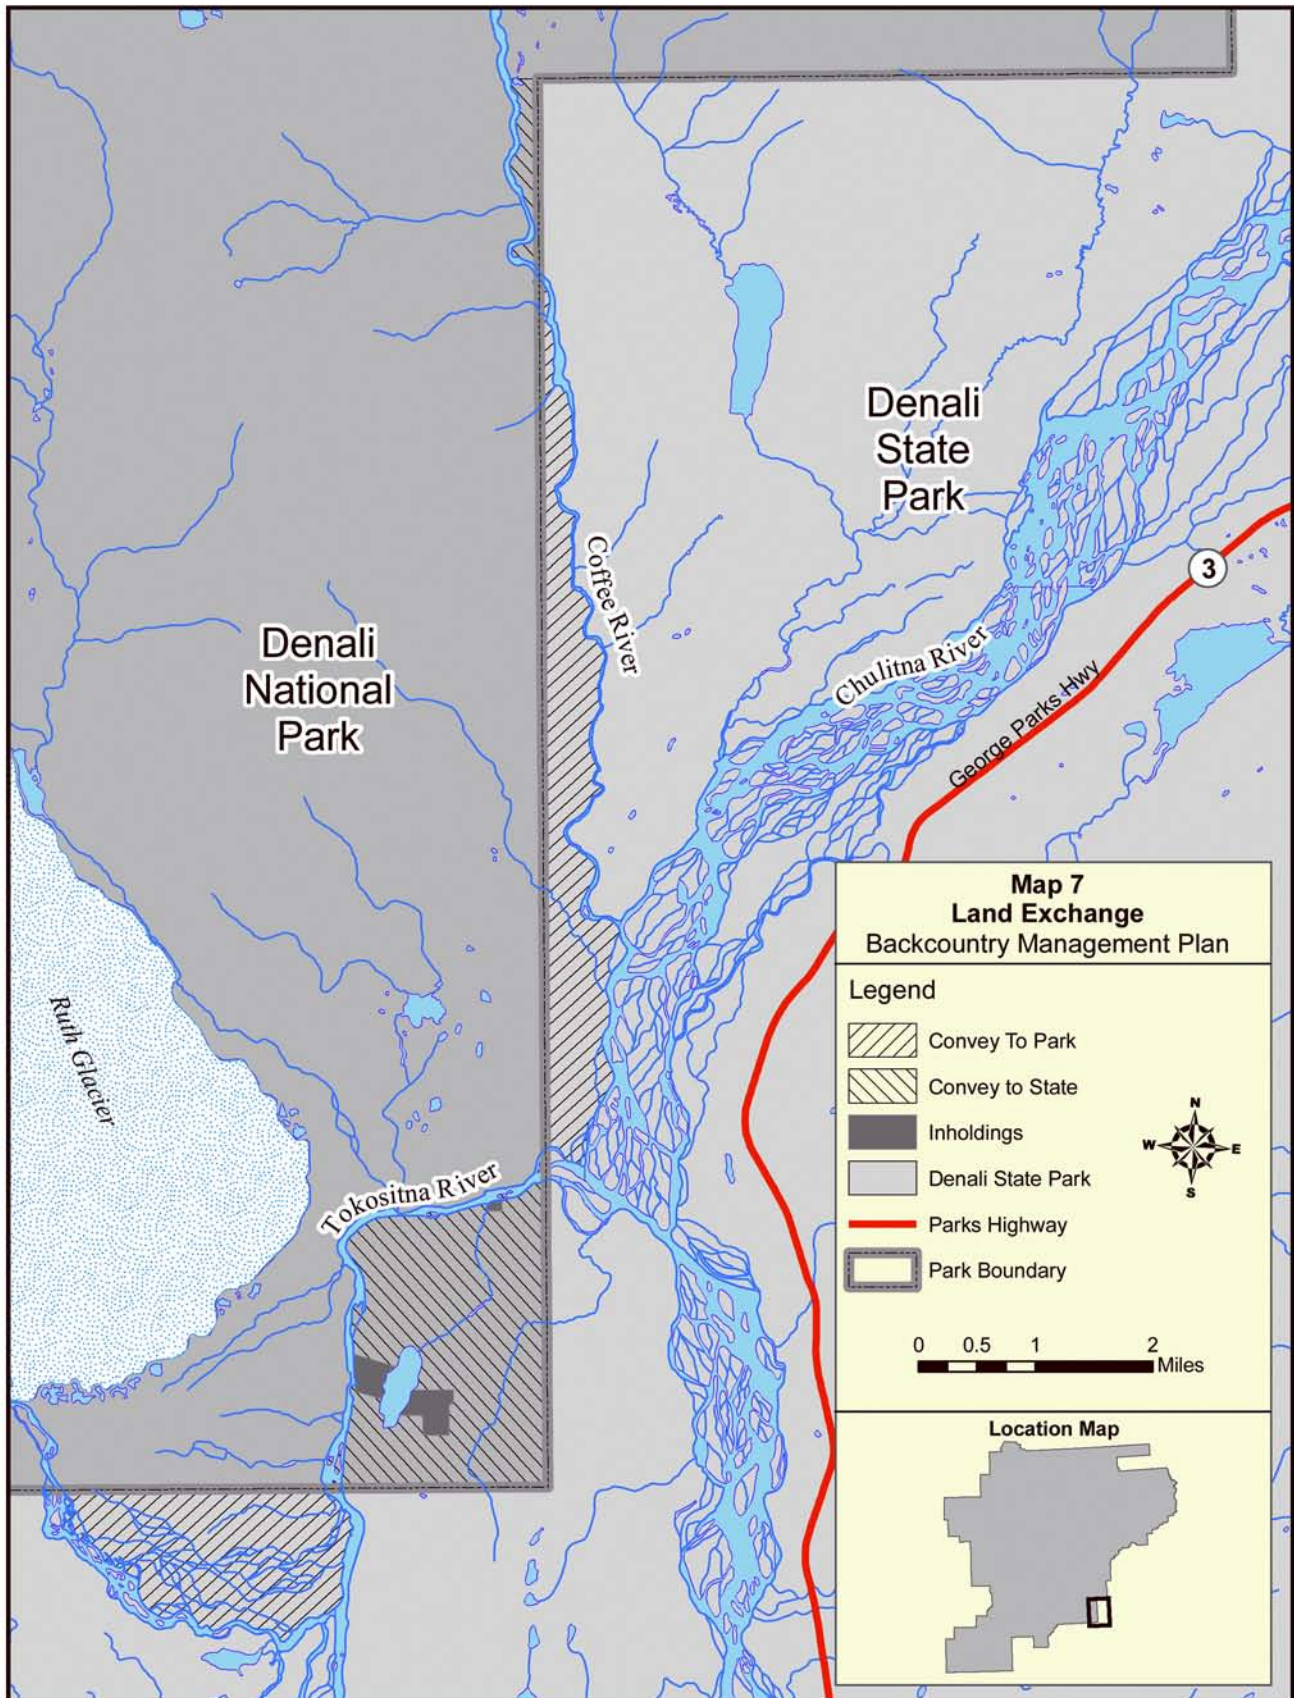 Denali
State
Park
3
Coffee River
Denali
National
Park
Chulitna River
George Parks Hwy
Ruth Glacier
Tokositna River
Map 7
Land Exchange
Backcountry Management Plan
Legend
Convey To Park
Convey to State
Inholdings
Denali State Park
Parks Highway
Park Boundary
N
W E
S
0 0.5 1 2
Miles
Location Map